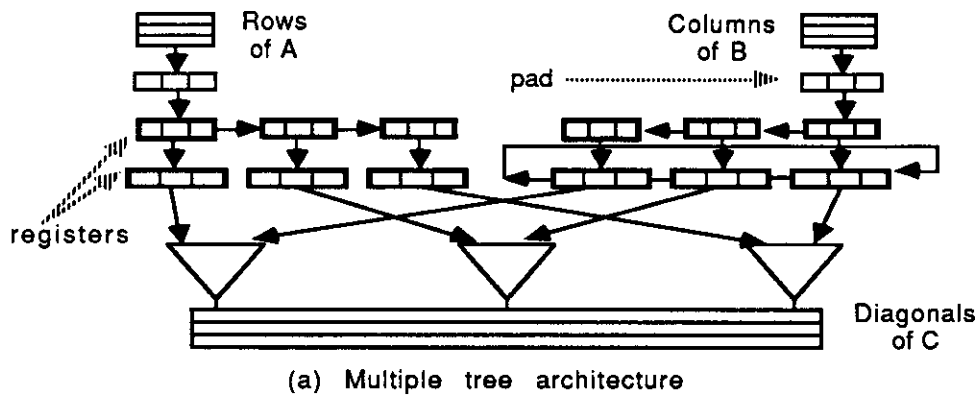 Rows
of A
Columns
of B
pad
registers
Diagonals
of C
(a) Multiple tree architecture